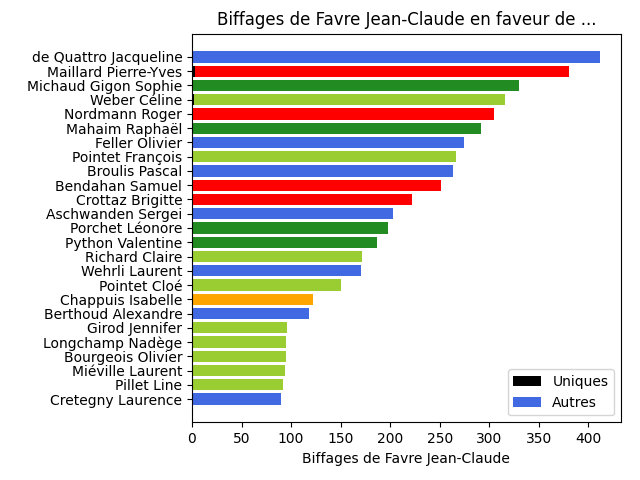 Biffages de Favre Jean-Claude en faveur de ...
de Quattro Jacqueline
Maillard Pierre-Yves
Michaud Gigon Sophie
Weber Céline
Nordmann Roger
Mahaim Raphaël
Feller Olivier
Pointet François
Broulis Pascal
Bendahan Samuel
Crottaz Brigitte
Aschwanden Sergei
Porchet Léonore
Python Valentine
Richard Claire
Wehrli Laurent
Pointet Cloé
Chappuis Isabelle
Berthoud Alexandre
Girod Jennifer
Longchamp Nadège
Bourgeois Olivier
Miéville Laurent
Pillet Line
Cretegny Laurence
Uniques
Autres
0 50 100 150 200 250 300 350 400
Biffages de Favre Jean-Claude